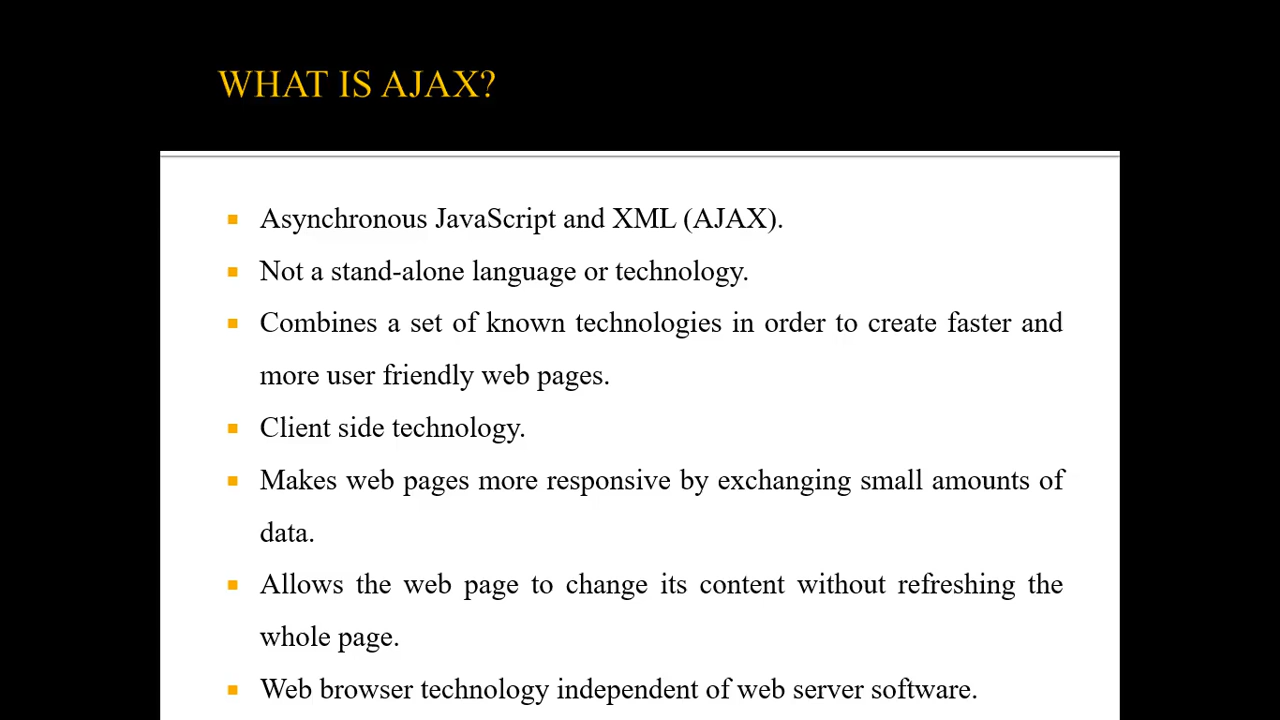 WHAT IS AJAX?
Asynchronous JavaScript and XML (AJAX).
Not a stand-alone language or technology.
Combines a set of known technologies in order to create faster and
more user friendly web pages.
Client side technology.
Makes web pages more responsive by exchanging small amounts of
data.
Allows the web page to change its content without refreshing the
whole page.
Web browser technology independent of web server software.